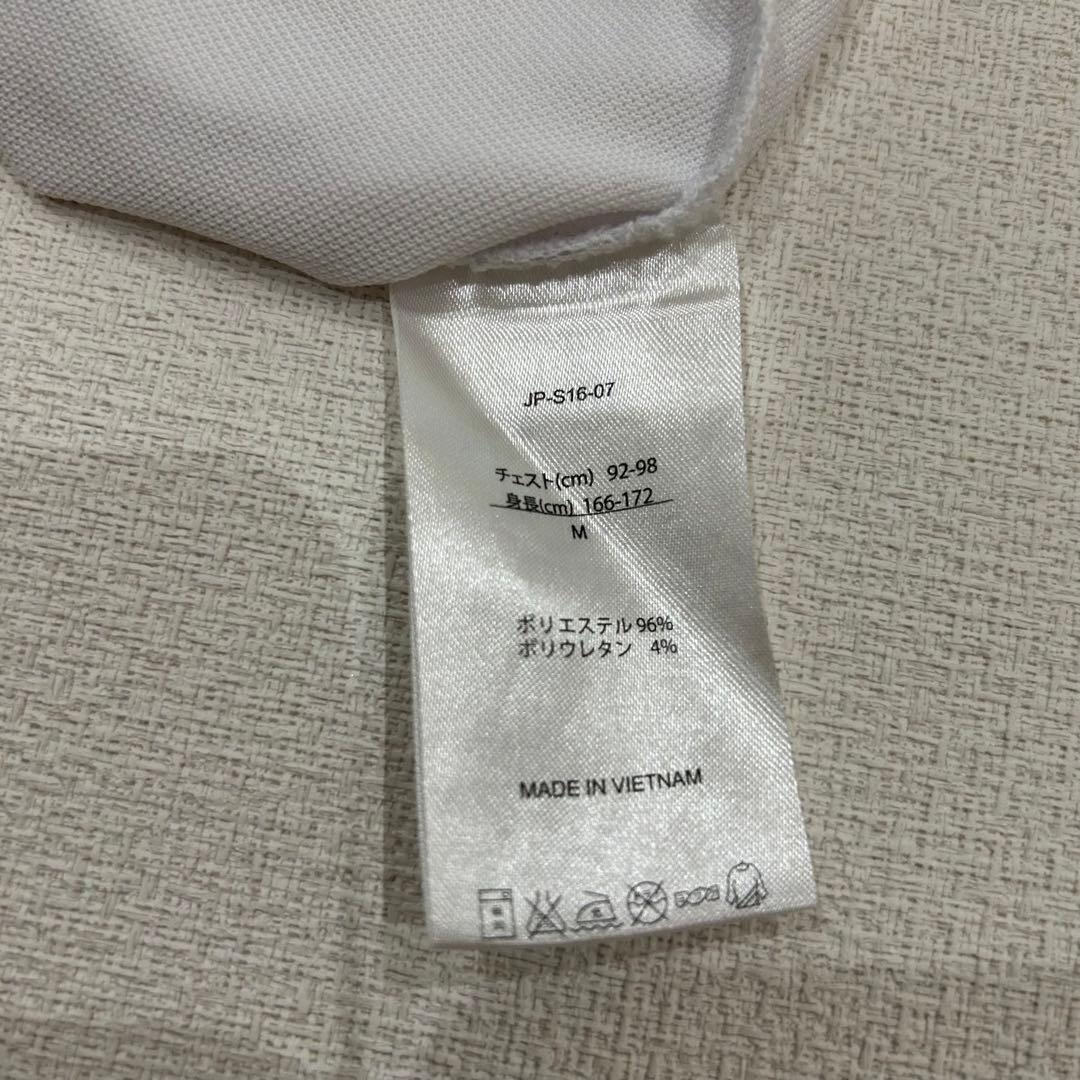 JP-S16-07
チェスト(cm) 92-98
身長(cm) 166-172
M
ポリエステル 96%
ポリウレタン 4%
MADE IN VIETNAM